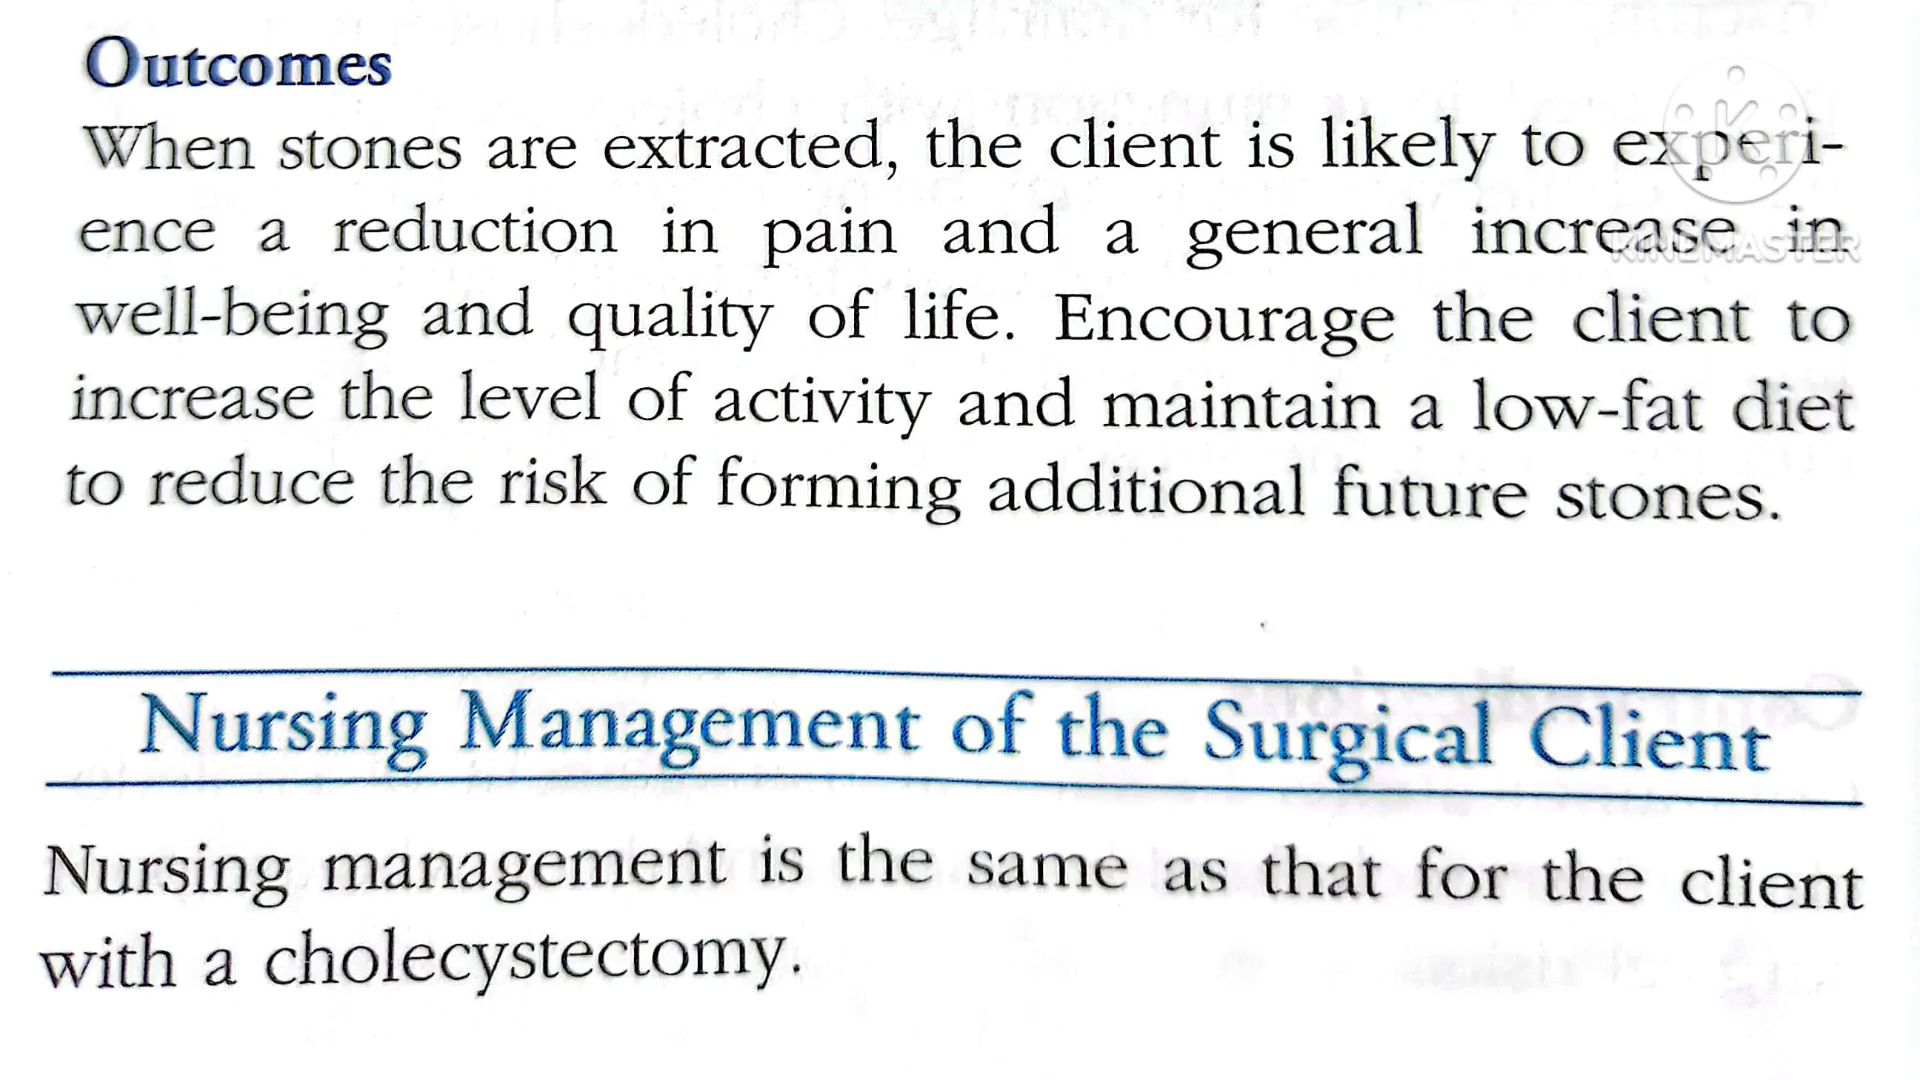 Outcomes
When stones are extracted, the client is likely to experi-
ence a reduction in pain and a general increase in
well-being and quality of life. Encourage the client to
increase the level of activity and maintain a low-fat diet
to reduce the risk of forming additional future stones.
Nursing Management of the Surgical Client
Nursing management is the same as that for the client
with a cholecystectomy.
KINEMASTER